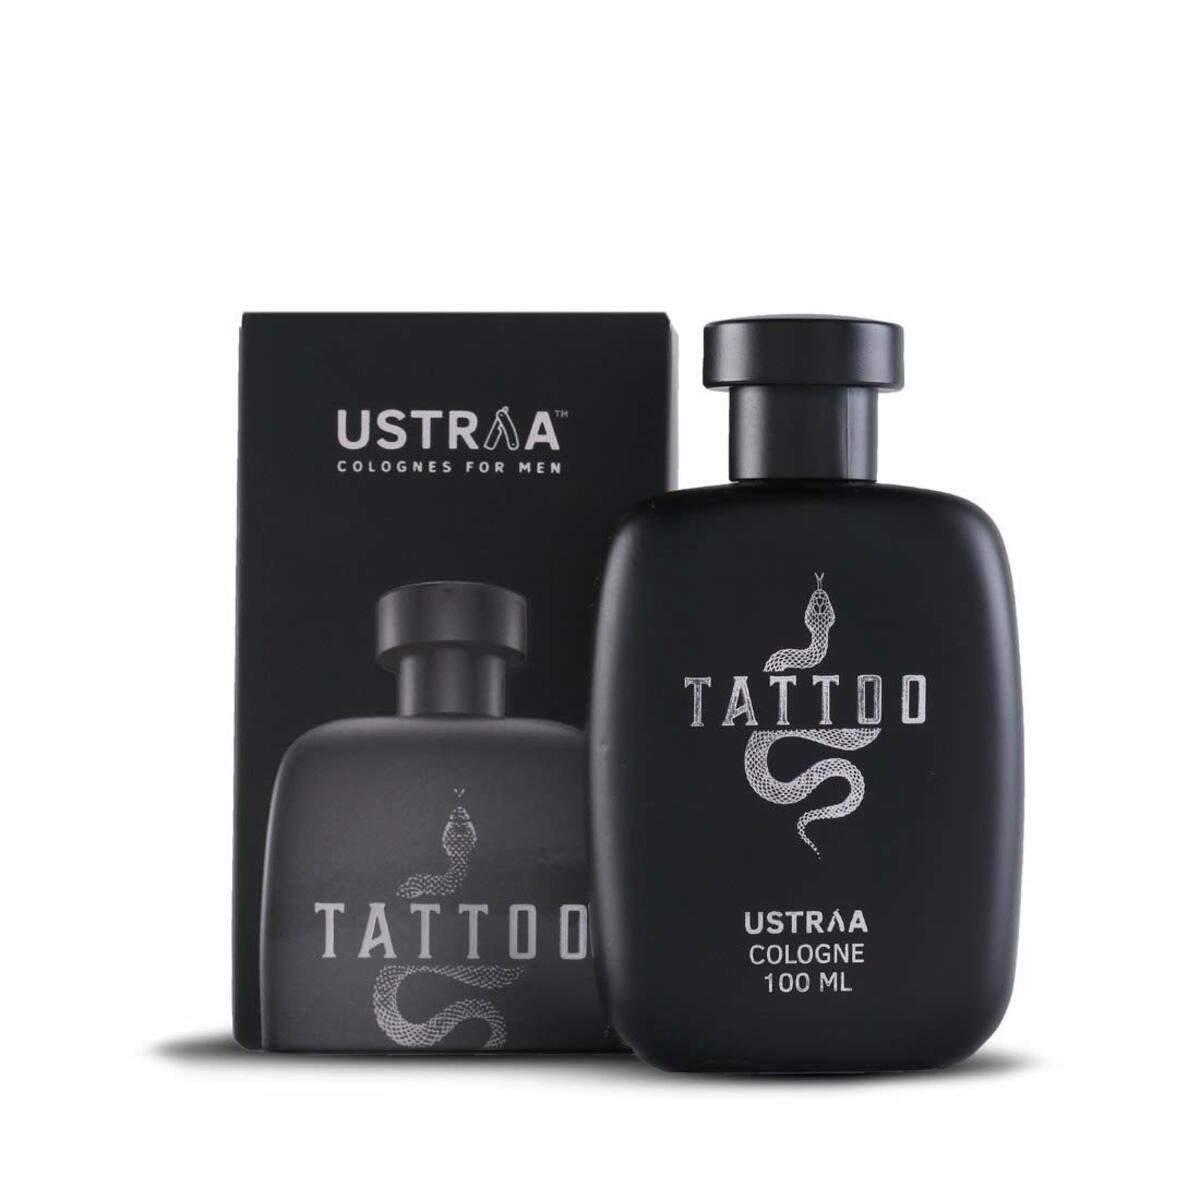 USTRAA™
COLOGNES FOR MEN
TATTOO
TATTOO
USTRAA
COLOGNE
100 ML